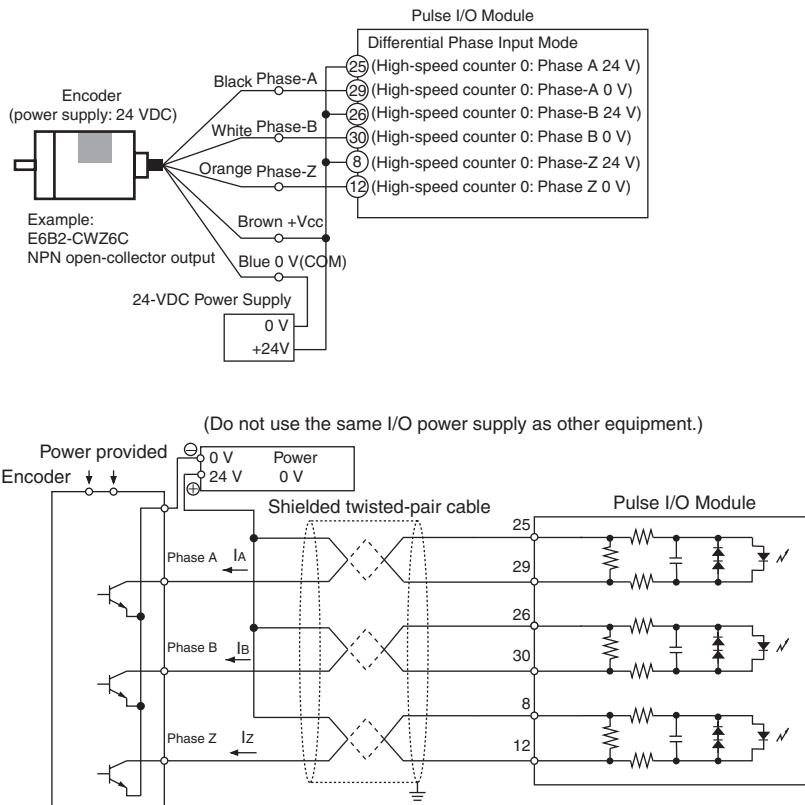 Pulse I/O Module
Differential Phase Input Mode
25 (High-speed counter 0: Phase A 24 V)
Black Phase-A
29 (High-speed counter 0: Phase-A 0 V)
Encoder
(power supply: 24 VDC)
26 (High-speed counter 0: Phase-B 24 V)
White Phase-B
30 (High-speed counter 0: Phase B 0 V)
8 (High-speed counter 0: Phase-Z 24 V)
Orange Phase-Z
12 (High-speed counter 0: Phase Z 0 V)
Example:
E6B2-CWZ6C
NPN open-collector output
Brown +Vcc
Blue 0 V(COM)
24-VDC Power Supply
0 V
+24V
(Do not use the same I/O power supply as other equipment.)
Power provided
Encoder
0 V Power
24 V 0 V
Shielded twisted-pair cable
Pulse I/O Module
25
Phase A IA
29
26
Phase B IB
30
8
Phase Z IZ
12